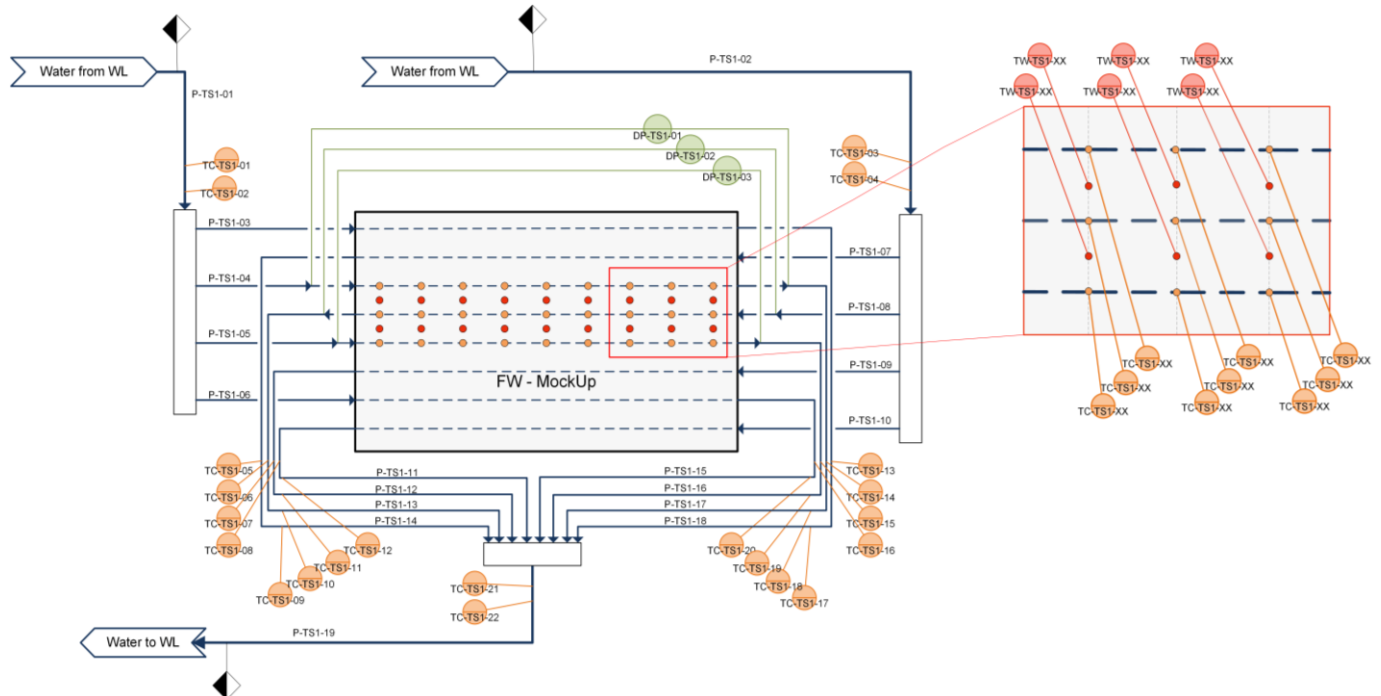 Water from WL
P-TS1-01
TC-TS1-01
TC-TS1-02
P-TS1-03
P-TS1-04
P-TS1-05
P-TS1-06
Water from WL
P-TS1-02
DP-TS1-01
DP-TS1-02
DP-TS1-03
TC-TS1-03
TC-TS1-04
P-TS1-07
P-TS1-08
P-TS1-09
P-TS1-10
FW - MockUp
TW-TS1-XX
TW-TS1-XX
TW-TS1-XX
TW-TS1-XX
TW-TS1-XX
TW-TS1-XX
TC-TS1-XX
TC-TS1-XX
TC-TS1-XX
TC-TS1-XX
TC-TS1-XX
TC-TS1-XX
TC-TS1-XX
TC-TS1-XX
TC-TS1-XX
TC-TS1-05
TC-TS1-06
TC-TS1-07
TC-TS1-08
P-TS1-11
P-TS1-12
P-TS1-13
P-TS1-14
P-TS1-15
P-TS1-16
P-TS1-17
P-TS1-18
TC-TS1-13
TC-TS1-14
TC-TS1-15
TC-TS1-16
TC-TS1-12
TC-TS1-11
TC-TS1-10
TC-TS1-09
TC-TS1-20
TC-TS1-19
TC-TS1-18
TC-TS1-17
TC-TS1-21
TC-TS1-22
P-TS1-19
Water to WL